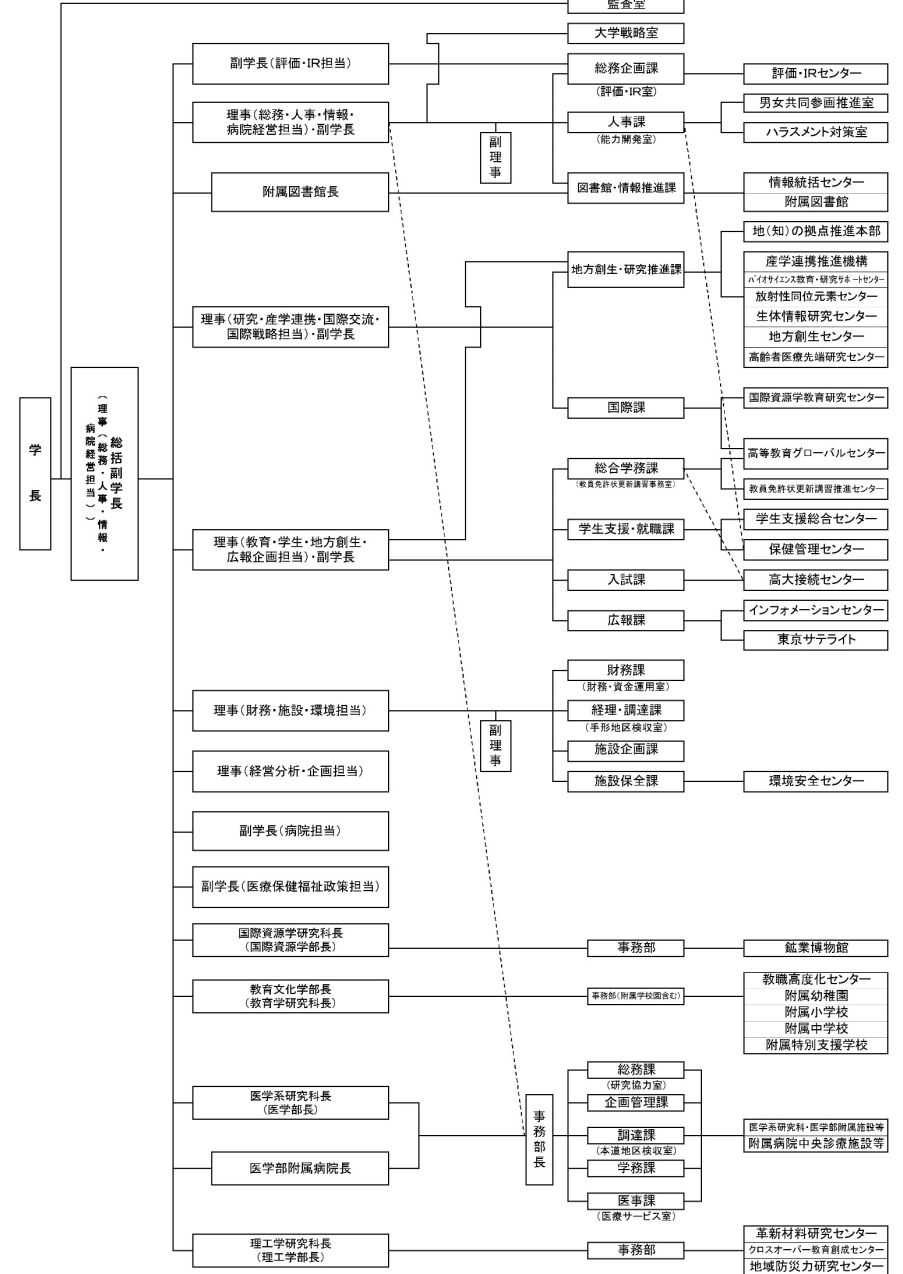 監査室
大学戦略室
副学長(評価・IR担当)
総務企画課
(評価・IR室)
評価・IRセンター
理事(総務・人事・情報・
病院経営担当)・副学長
副理事
人事課
(能力開発室)
男女共同参画推進室
ハラスメント対策室
附属図書館長
図書館・情報推進課
情報統括センター
附属図書館
地(知)の拠点推進本部
地方創生・研究推進課
産学連携推進機構
バイオサイエンス教育・研究サポートセンター
放射性同位元素センター
生体情報研究センター
地方創生センター
高齢者医療先端研究センター
理事(研究・産学連携・国際交流・
国際戦略担当)・副学長
国際課
国際資源学教育研究センター
高等教育グローバルセンター
学長
総括副学長
(理事(総務・人事・情報・
病院経営担当))
総合学務課
(教員免許状更新講習事務室)
教員免許状更新講習推進センター
理事(教育・学生・地方創生・
広報企画担当)・副学長
学生支援・就職課
学生支援総合センター
保健管理センター
入試課
高大接続センター
広報課
インフォメーションセンター
東京サテライト
財務課
(財務・資金運用室)
理事(財務・施設・環境担当)
副理事
経理・調達課
(手形地区検収室)
施設企画課
理事(経営分析・企画担当)
施設保全課
環境安全センター
副学長(病院担当)
副学長(医療保健福祉政策担当)
国際資源学研究科長
(国際資源学部長)
事務部
鉱業博物館
教育文化学部長
(教育学研究科長)
事務部(附属学校園含む)
教職高度化センター
附属幼稚園
附属小学校
附属中学校
附属特別支援学校
医学系研究科長
(医学部長)
医学部附属病院長
事務部長
総務課
(研究協力室)
企画管理課
調達課
(本道地区検収室)
学務課
医事課
(医療サービス室)
医学系研究科・医学部附属施設等
附属病院中央診療施設等
理工学研究科長
(理工学部長)
事務部
革新材料研究センター
クロスオーバー教育創成センター
地域防災力研究センター